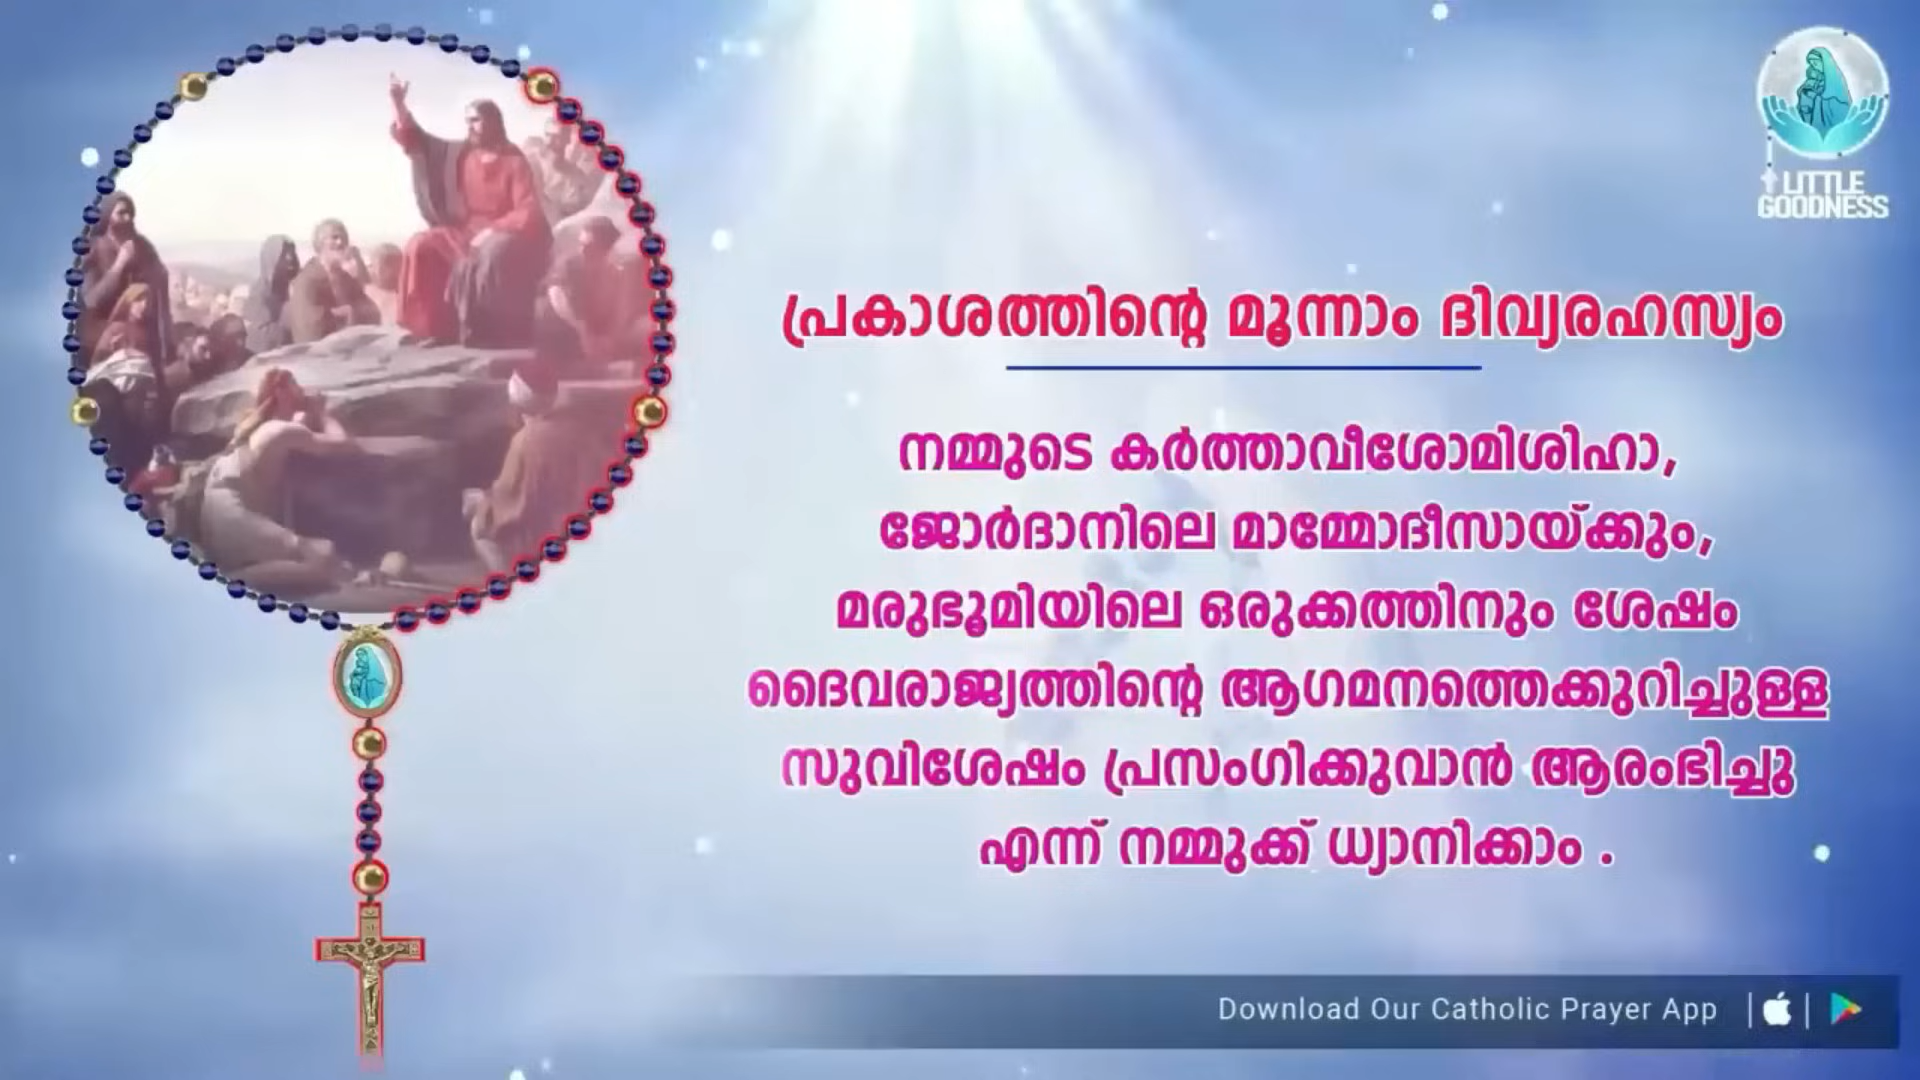 LITTLE
GOODNESS
പ്രകാശത്തിന്റെ മൂന്നാം ദിവ്യരഹസ്യം
നമ്മുടെ കർത്താവീശോമിശിഹാ,
ജോർദാനിലെ മാമ്മോദീസായ്ക്കും,
മരുഭൂമിയിലെ ഒരുക്കത്തിനും ശേഷം
ദൈവരാജ്യത്തിന്റെ ആഗമനത്തെക്കുറിച്ചുള്ള
സുവിശേഷം പ്രസംഗിക്കുവാൻ ആരംഭിച്ചു
എന്ന് നമ്മുക്ക് ധ്യാനിക്കാം .
Download Our Catholic Prayer App